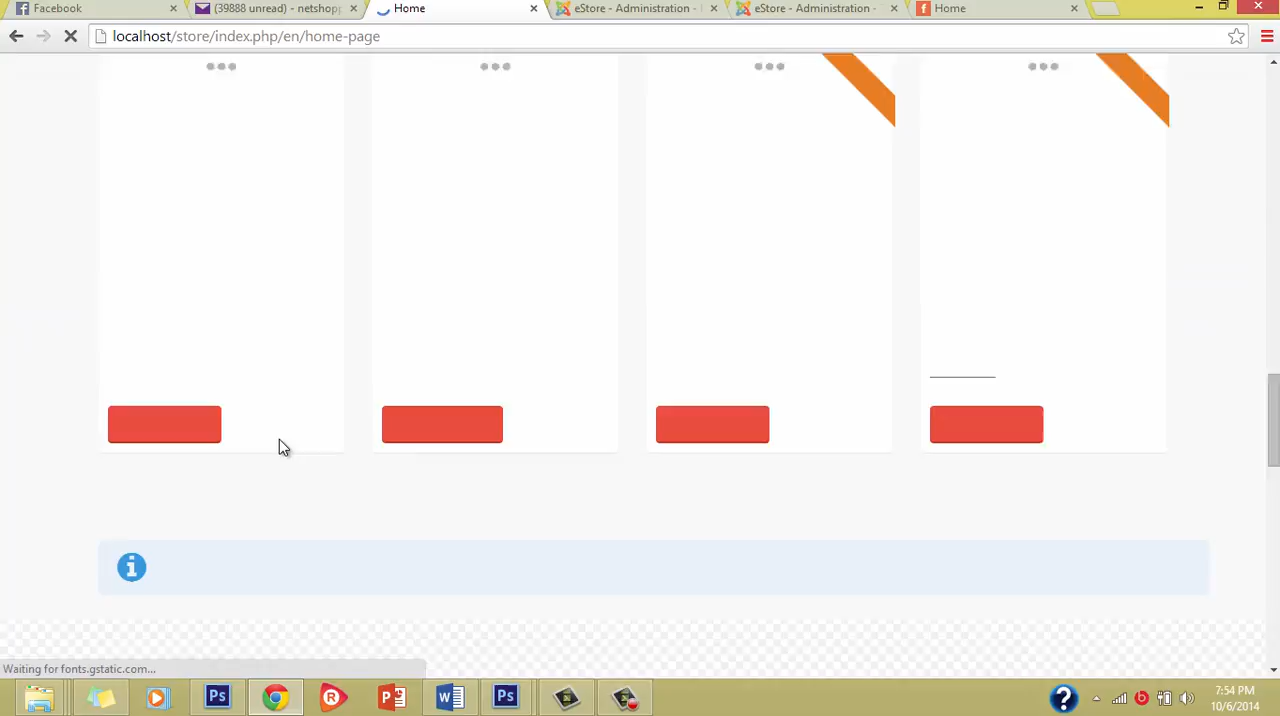 Facebook
(39888 unread) - netshopp
Home
eStore - Administration -
eStore - Administration -
Home
localhost/store/index.php/en/home-page
Waiting for fonts.gstatic.com...
7:54 PM
10/6/2014